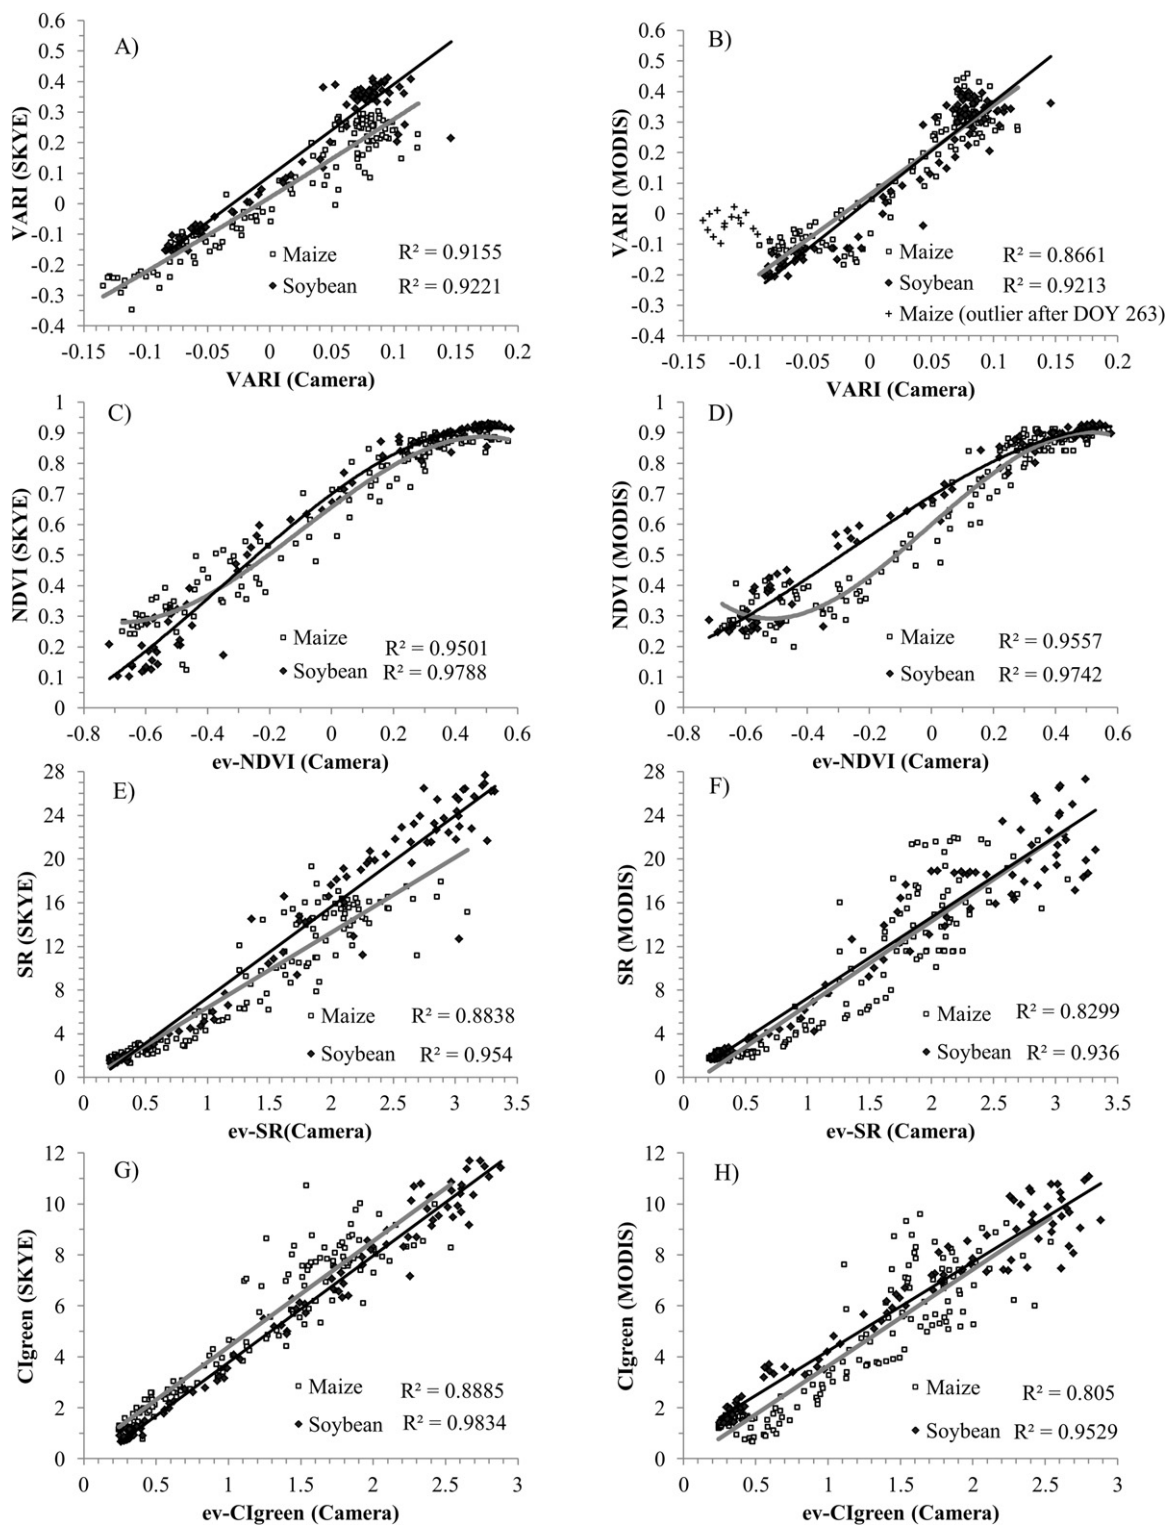 A)
VARI (SKYE)
0.6
0.5
0.4
0.3
0.2
0.1
0
-0.1
-0.2
-0.3
-0.4
Maize R² = 0.9155
Soybean R² = 0.9221
-0.15 -0.1 -0.05 0 0.05 0.1 0.15 0.2
VARI (Camera)
B)
VARI (MODIS)
0.6
0.5
0.4
0.3
0.2
0.1
0
-0.1
-0.2
-0.3
-0.4
Maize R² = 0.8661
Soybean R² = 0.9213
Maize (outlier after DOY 263)
-0.15 -0.1 -0.05 0 0.05 0.1 0.15 0.2
VARI (Camera)
C)
NDVI (SKYE)
1
0.9
0.8
0.7
0.6
0.5
0.4
0.3
0.2
0.1
0
Maize R² = 0.9501
Soybean R² = 0.9788
-0.8 -0.6 -0.4 -0.2 0 0.2 0.4 0.6
ev-NDVI (Camera)
D)
NDVI (MODIS)
1
0.9
0.8
0.7
0.6
0.5
0.4
0.3
0.2
0.1
0
Maize R² = 0.9557
Soybean R² = 0.9742
-0.8 -0.6 -0.4 -0.2 0 0.2 0.4 0.6
ev-NDVI (Camera)
E)
SR (SKYE)
28
24
20
16
12
8
4
0
Maize R² = 0.8838
Soybean R² = 0.954
0 0.5 1 1.5 2 2.5 3 3.5
ev-SR(Camera)
F)
SR (MODIS)
28
24
20
16
12
8
4
0
Maize R² = 0.8299
Soybean R² = 0.936
0 0.5 1 1.5 2 2.5 3 3.5
ev-SR (Camera)
G)
CIgreen (SKYE)
12
10
8
6
4
2
0
Maize R² = 0.8885
Soybean R² = 0.9834
0 0.5 1 1.5 2 2.5 3
ev-CIgreen (Camera)
H)
CIgreen (MODIS)
12
10
8
6
4
2
0
Maize R² = 0.805
Soybean R² = 0.9529
0 0.5 1 1.5 2 2.5 3
ev-CIgreen (Camera)